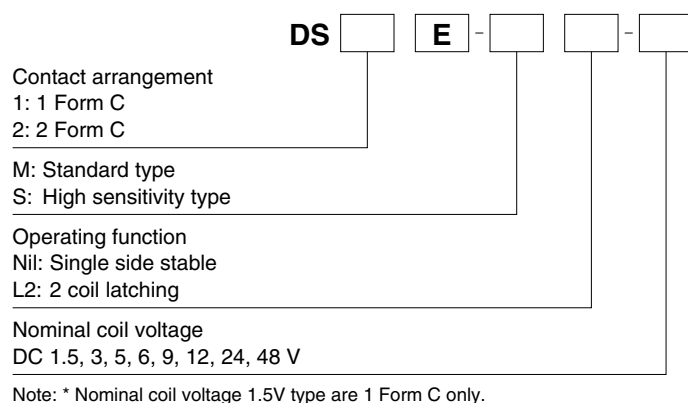 DS E - -
Contact arrangement
1: 1 Form C
2: 2 Form C
M: Standard type
S: High sensitivity type
Operating function
Nil: Single side stable
L2: 2 coil latching
Nominal coil voltage
DC 1.5, 3, 5, 6, 9, 12, 24, 48 V
Note: * Nominal coil voltage 1.5V type are 1 Form C only.